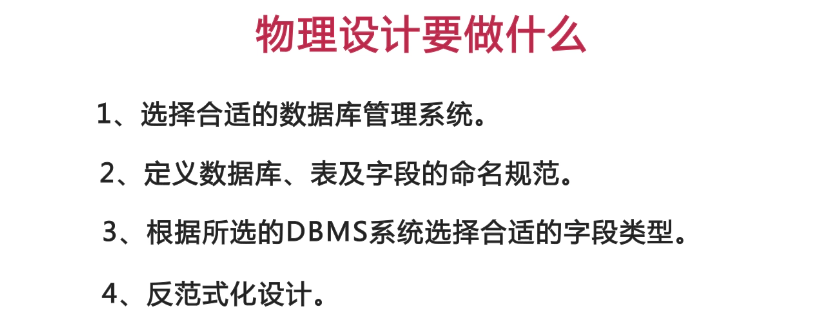 物理设计要做什么
1、选择合适的数据库管理系统。
2、定义数据库、表及字段的命名规范。
3、根据所选的DBMS系统选择合适的字段类型。
4、反范式化设计。